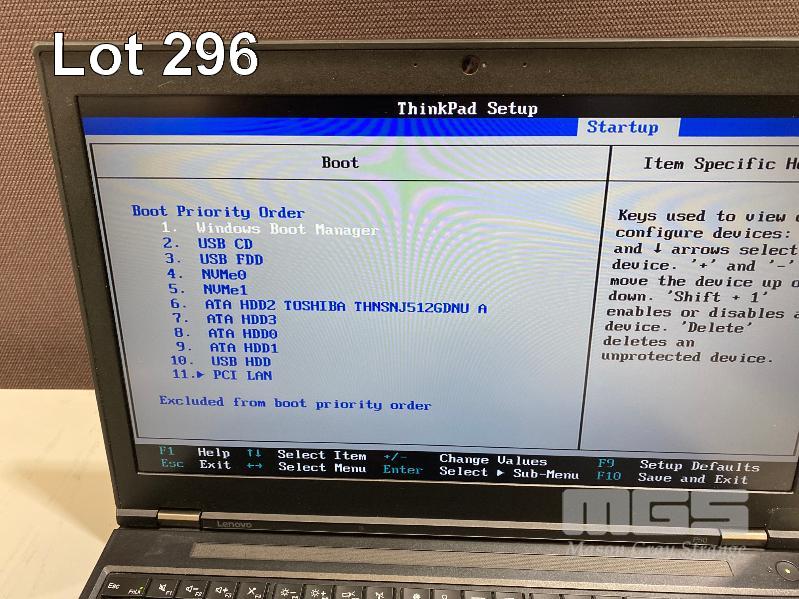 Lot 296
ThinkPad Setup
Startup
Boot
Item Specific
Boot Priority Order
1. Windows Boot Manager
2. USB CD
3. USB FDD
4. NVMe0
5. NVMe1
6. ATA HDD2 TOSHIBA THNSNJ512GDNU A
7. ATA HDD3
8. ATA HDD0
9. ATA HDD1
10. USB HDD
11.▶ PCI LAN
Excluded from boot priority order
Keys used to view
configure devices:
and ↓ arrows select
device. '+' and '-'
move the device up
down. 'Shift + 1'
enables or disables a
device. 'Delete'
deletes an
unprotected device.
F1 Help ↑↓ Select Item +/- Change Values F9 Setup Defaults
Esc Exit ←→ Select Menu Enter Select ▶ Sub-Menu F10 Save and Exit
Lenovo
P50
MGS
Mason Gray Strange
Esc